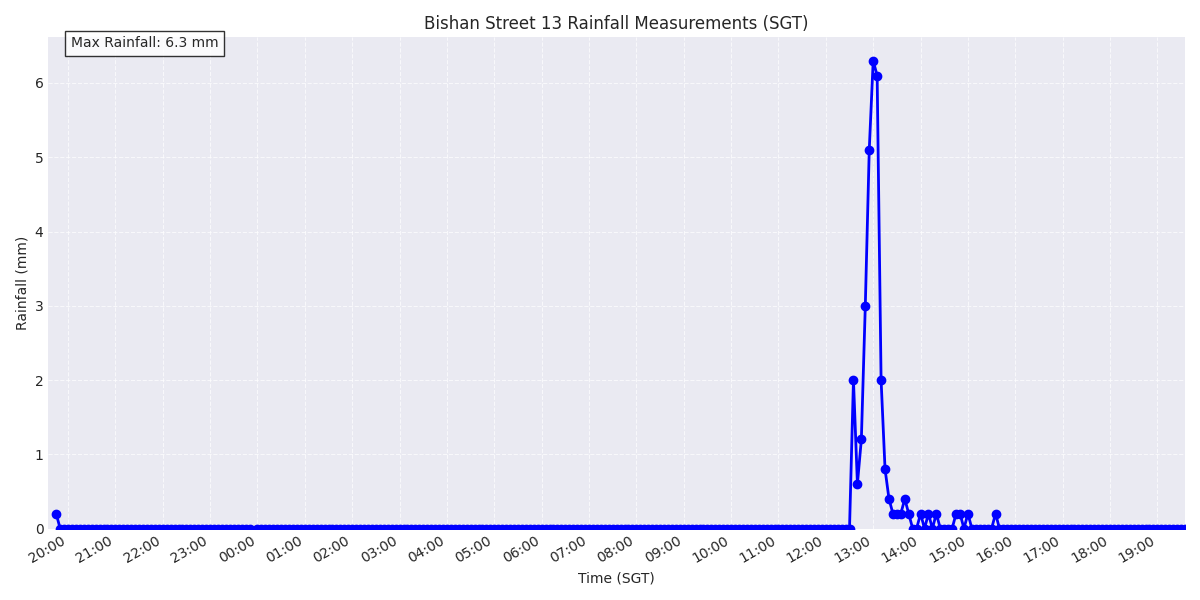 Bishan Street 13 Rainfall Measurements (SGT)
Max Rainfall: 6.3 mm
6
5
4
3
2
1
0
Rainfall (mm)
20:00 21:00 22:00 23:00 00:00 01:00 02:00 03:00 04:00 05:00 06:00 07:00 08:00 09:00 10:00 11:00 12:00 13:00 14:00 15:00 16:00 17:00 18:00 19:00
Time (SGT)